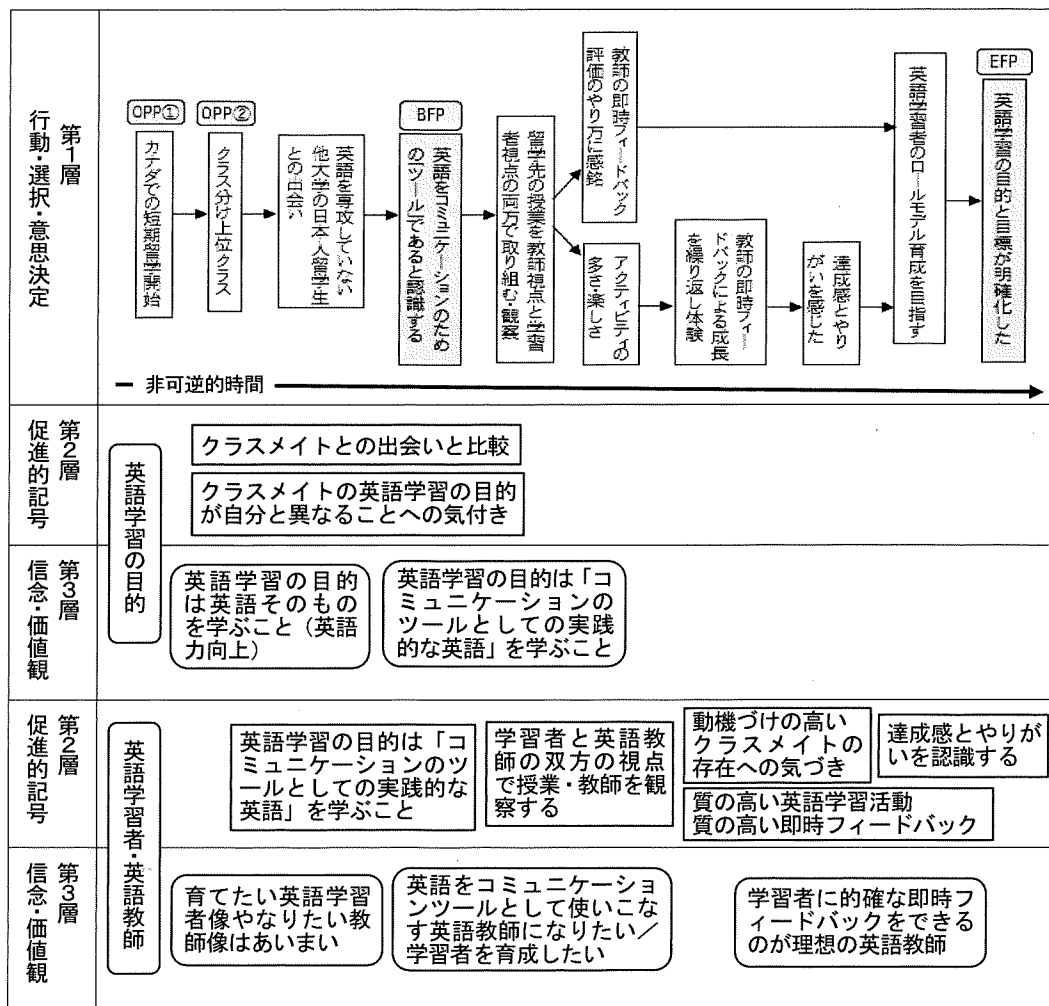 第1層
行動・選択・意思決定
OPP①
カナダでの短期留学開始
OPP②
クラス分け上位クラス
英語を専攻していない
他大学の日本人留学生
との出会い
BFP
英語をコミュニケーションのため
のツールであると認識する
留学先の授業を教師視点と学習
者視点の両方で取り組む・観察
教師の即時フィードバック
評価のやり方に感銘
アクティビティの
多さ・楽しさ
教師の即時フィー
ドバックによる成長
を繰り返し体験
達成感とやり
がいを感じた
英語学習者のロールモデル育成を目指す
EFP
英語学習の目的と目標が明確化した
非可逆的時間
第2層
促進的記号
英語学習の目的
クラスメイトとの出会いと比較
クラスメイトの英語学習の目的
が自分と異なることへの気付き
第3層
信念・価値観
英語学習の目的
は英語そのもの
を学ぶこと（英語
力向上）
英語学習の目的は「コ
ミュニケーションの
ツールとしての実践
的な英語」を学ぶこと
第2層
促進的記号
英語学習者・英語教師
英語学習の目的は「コ
ミュニケーションのツ
ールとしての実践的な
英語」を学ぶこと
学習者と英語教
師の双方の視点
で授業・教師を観
察する
動機づけの高い
クラスメイトの
存在への気づき
質の高い英語学習活動
質の高い即時フィードバック
達成感とやりが
いを認識する
第3層
信念・価値観
育てたい英語学習
者像やなりたい教
師像はあいまい
英語をコミュニケーショ
ンツールとして使いこな
す英語教師になりたい／
学習者を育成したい
学習者に的確な即時フ
ィードバックをできる
のが理想の英語教師